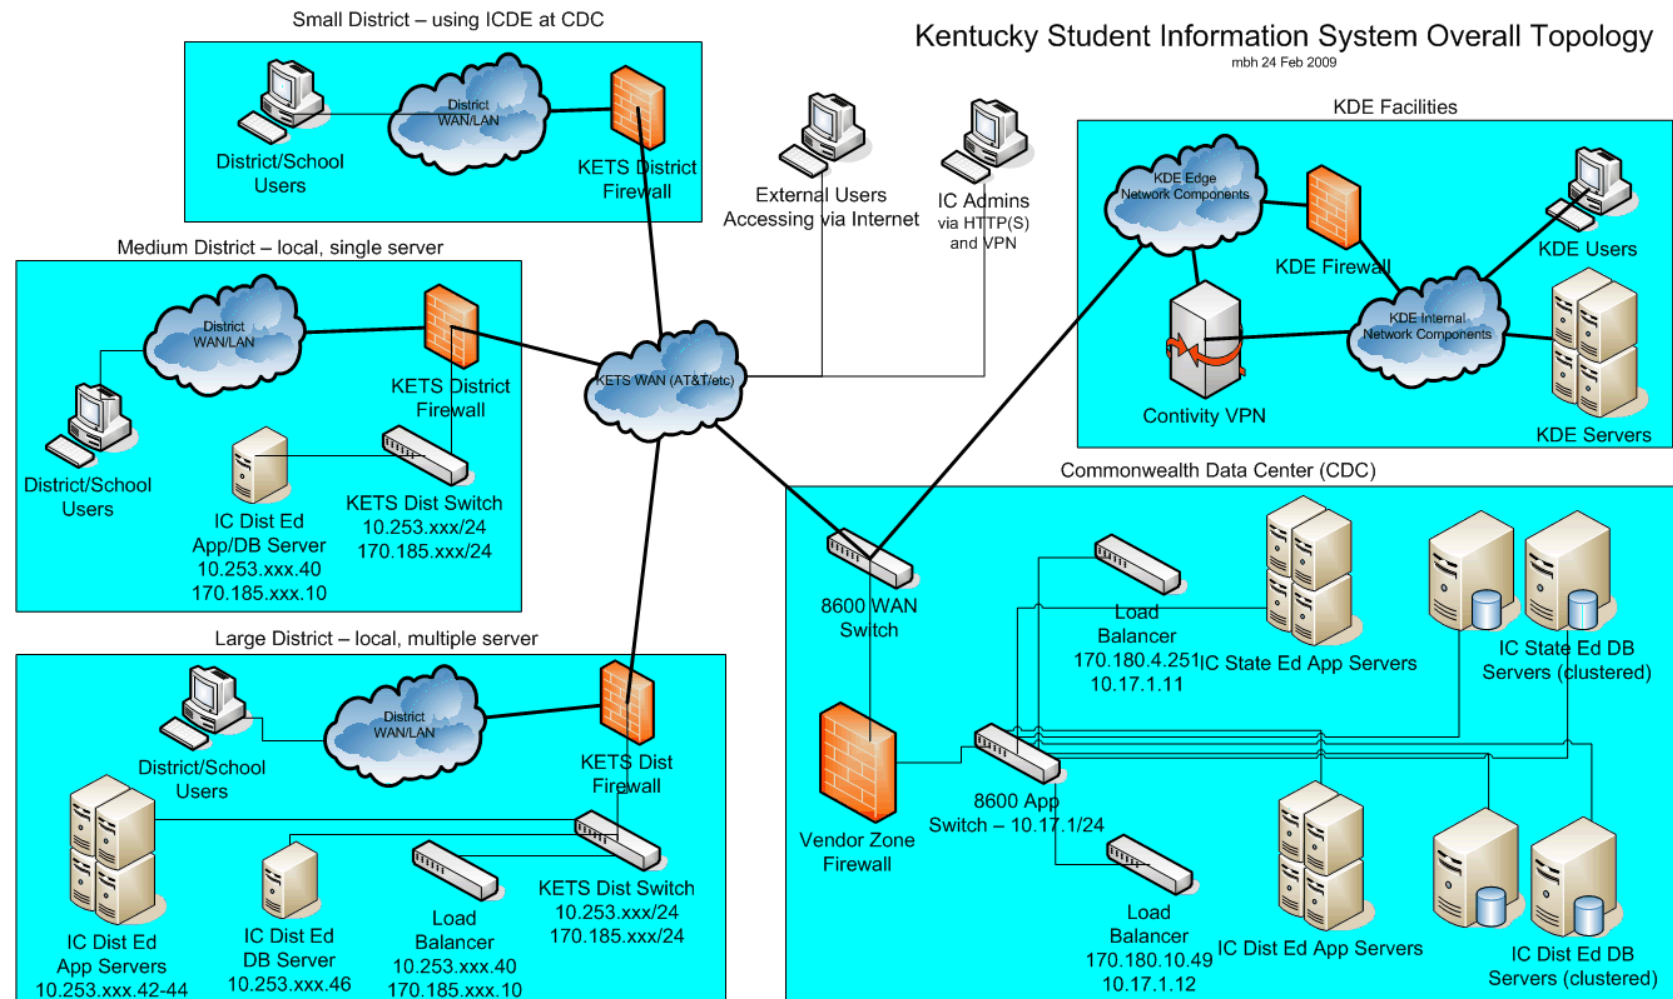 Small District – using ICDE at CDC
Kentucky Student Information System Overall Topology
mbh 24 Feb 2009
District
WAN/LAN
District/School
Users
KETS District
Firewall
External Users
Accessing via Internet
IC Admins
via HTTP(S)
and VPN
KDE Facilities
KDE Edge
Network Components
KDE Firewall
KDE Users
KDE Internal
Network Components
Contivity VPN
KDE Servers
Medium District – local, single server
District
WAN/LAN
KETS District
Firewall
District/School
Users
IC Dist Ed
App/DB Server
10.253.xxx.40
170.185.xxx.10
KETS Dist Switch
10.253.xxx/24
170.185.xxx/24
KETS WAN (AT&T/etc)
Commonwealth Data Center (CDC)
8600 WAN
Switch
Load
Balancer
170.180.4.251
10.17.1.11
IC State Ed App Servers
IC State Ed DB
Servers (clustered)
Vendor Zone
Firewall
8600 App
Switch – 10.17.1/24
Load
Balancer
170.180.10.49
10.17.1.12
IC Dist Ed App Servers
IC Dist Ed DB
Servers (clustered)
Large District – local, multiple server
District/School
Users
District
WAN/LAN
KETS Dist
Firewall
IC Dist Ed
App Servers
10.253.xxx.42-44
IC Dist Ed
DB Server
10.253.xxx.46
Load
Balancer
10.253.xxx.40
170.185.xxx.10
KETS Dist Switch
10.253.xxx/24
170.185.xxx/24